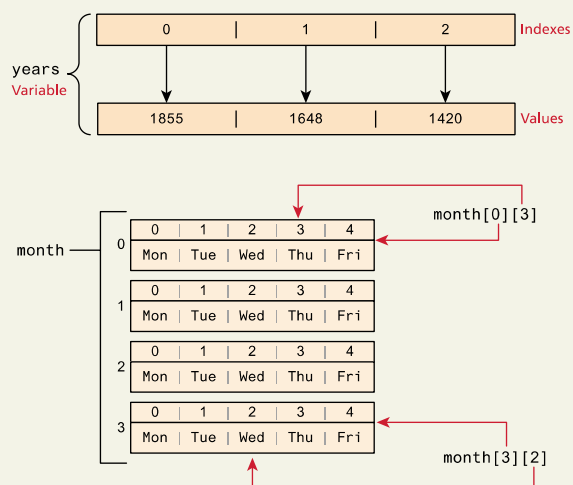 0 | 1 | 2 Indexes
years
Variable
1855 | 1648 | 1420 Values
month[0][3]
month
0
0 | 1 | 2 | 3 | 4
Mon | Tue | Wed | Thu | Fri
1
0 | 1 | 2 | 3 | 4
Mon | Tue | Wed | Thu | Fri
2
0 | 1 | 2 | 3 | 4
Mon | Tue | Wed | Thu | Fri
3
0 | 1 | 2 | 3 | 4
Mon | Tue | Wed | Thu | Fri
month[3][2]